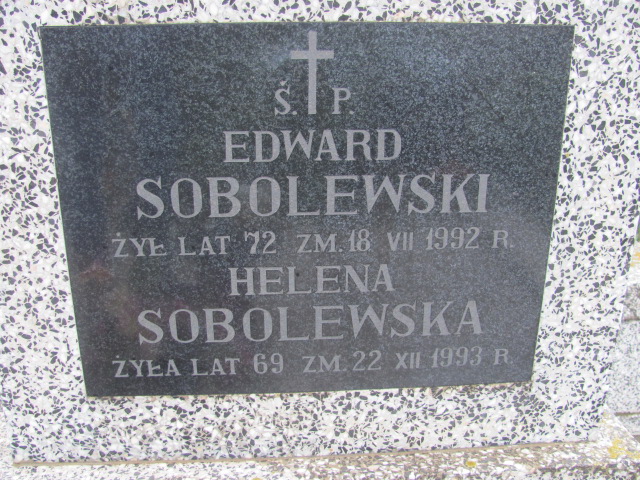 Ś. P.
EDWARD
SOBOLEWSKI
ŻYŁ LAT 72 ZM. 18 VII 1992 R.
HELENA
SOBOLEWSKA
ŻYŁA LAT 69 ZM. 22 XII 1993 R